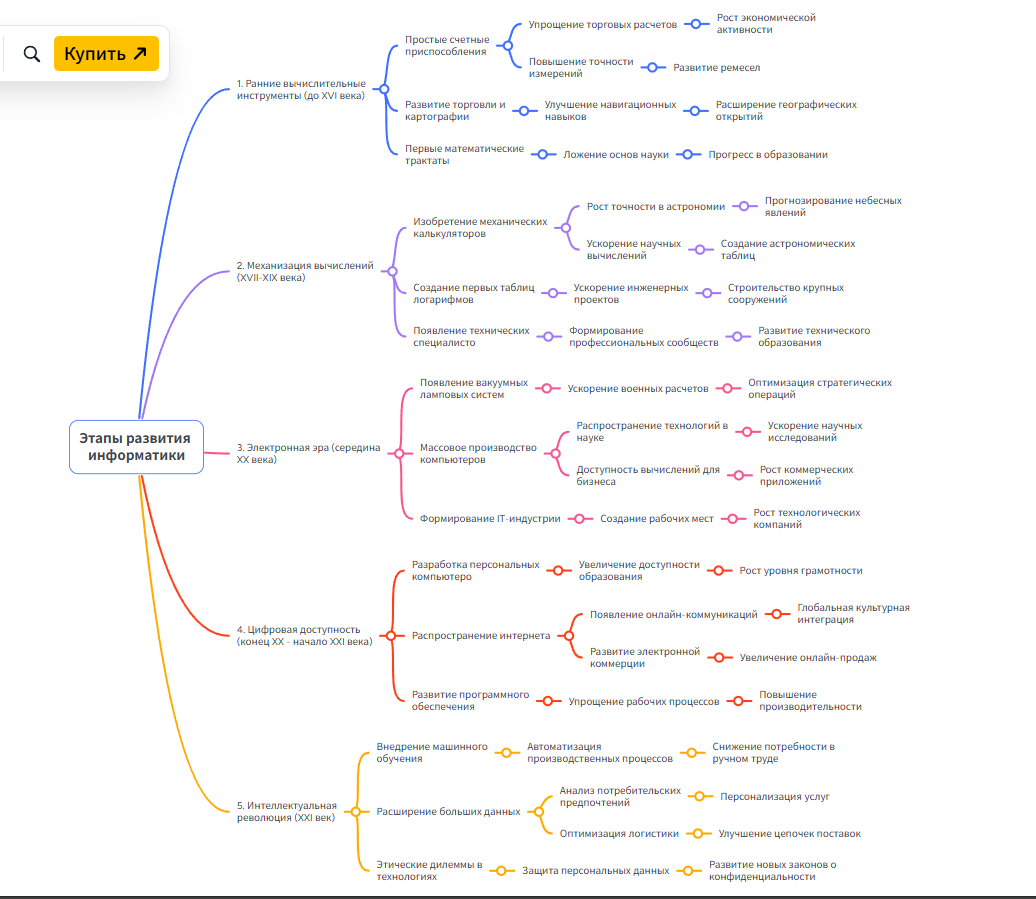 Купить
Упрощение торговых расчетов
Рост экономической
активности
Простые счетные
приспособления
Повышение точности
измерений
Развитие ремесел
1. Ранние вычислительные
инструменты (до XVI века)
Развитие торговли и
картографии
Улучшение навигационных
навыков
Расширение географических
открытий
Первые математические
трактаты
Ложение основ науки
Прогресс в образовании
Рост точности в астрономии
Прогнозирование небесных
явлений
Изобретение механических
калькуляторов
Ускорение научных
вычислений
Создание астрономических
таблиц
2. Механизация вычислений
(XVII-XIX века)
Создание первых таблиц
логарифмов
Ускорение инженерных
проектов
Строительство крупных
сооружений
Появление технических
специалисто
Формирование
профессиональных сообществ
Развитие технического
образования
Появление вакуумных
ламповых систем
Ускорение военных расчетов
Оптимизация стратегических
операций
Этапы развития
информатики
3. Электронная эра (середина
XX века)
Массовое производство
компьютеров
Распространение технологий в
науке
Ускорение научных
исследований
Доступность вычислений для
бизнеса
Рост коммерческих
приложений
Формирование IT-индустрии
Создание рабочих мест
Рост технологических
компаний
Разработка персональных
компьютеро
Увеличение доступности
образования
Рост уровня грамотности
4. Цифровая доступность
(конец XX - начало XXI века)
Распространение интернета
Появление онлайн-коммуникаций
Глобальная культурная
интеграция
Развитие электронной
коммерции
Увеличение онлайн-продаж
Развитие программного
обеспечения
Упрощение рабочих процессов
Повышение
производительности
Внедрение машинного
обучения
Автоматизация
производственных процессов
Снижение потребности в
ручном труде
5. Интеллектуальная
революция (XXI век)
Расширение больших данных
Анализ потребительских
предпочтений
Персонализация услуг
Оптимизация логистики
Улучшение цепочек поставок
Этические дилеммы в
технологиях
Защита персональных данных
Развитие новых законов о
конфиденциальности